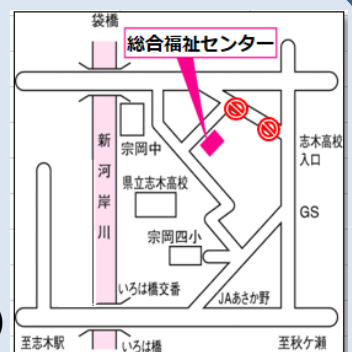 袋橋
総合福祉センター
新河岸川
宗岡中
志木高校
入口
県立志木高校
GS
宗岡四小
いろは橋交番
JAあさか野
至志木駅
いろは橋
至秋ケ瀬